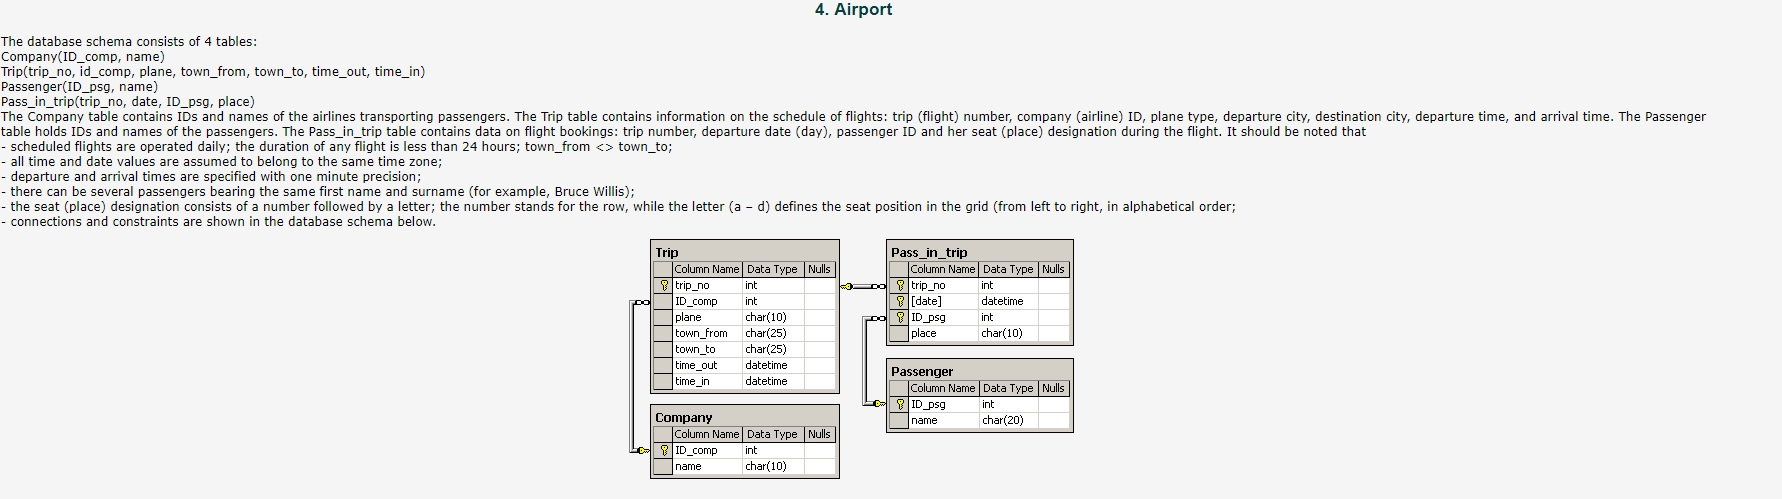 4. Airport
The database schema consists of 4 tables:
Company(ID_comp, name)
Trip(trip_no, id_comp, plane, town_from, town_to, time_out, time_in)
Passenger(ID_psg, name)
Pass_in_trip(trip_no, date, ID_psg, place)
The Company table contains IDs and names of the airlines transporting passengers. The Trip table contains information on the schedule of flights: trip (flight) number, company (airline) ID, plane type, departure city, destination city, departure time, and arrival time. The Passenger
table holds IDs and names of the passengers. The Pass_in_trip table contains data on flight bookings: trip number, departure date (day), passenger ID and her seat (place) designation during the flight. It should be noted that
- scheduled flights are operated daily; the duration of any flight is less than 24 hours; town_from <> town_to;
- all time and date values are assumed to belong to the same time zone;
- departure and arrival times are specified with one minute precision;
- there can be several passengers bearing the same first name and surname (for example, Bruce Willis);
- the seat (place) designation consists of a number followed by a letter; the number stands for the row, while the letter (a – d) defines the seat position in the grid (from left to right, in alphabetical order;
- connections and constraints are shown in the database schema below.
Trip
Column Name Data Type Nulls
trip_no int
ID_comp int
plane char(10)
town_from char(25)
town_to char(25)
time_out datetime
time_in datetime
Company
Column Name Data Type Nulls
ID_comp int
name char(10)
Pass_in_trip
Column Name Data Type Nulls
trip_no int
[date] datetime
ID_psg int
place char(10)
Passenger
Column Name Data Type Nulls
ID_psg int
name char(20)